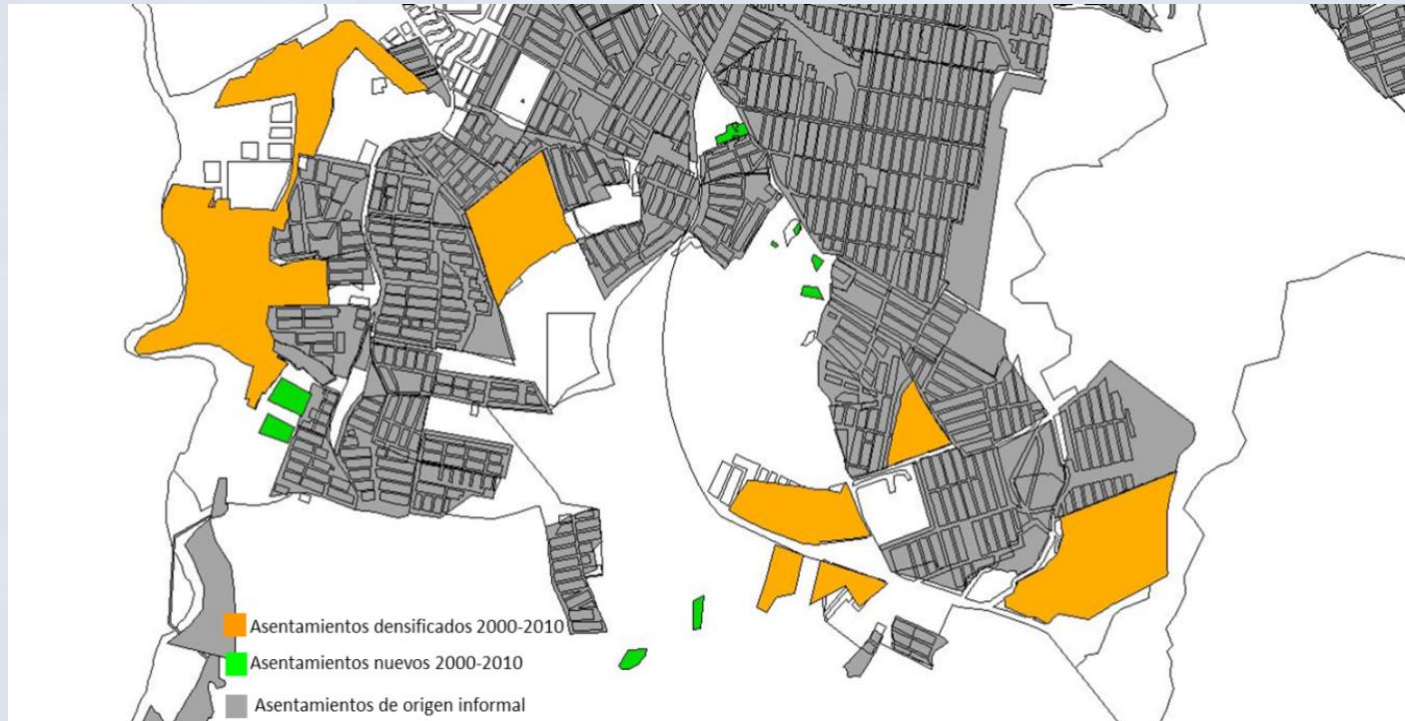 Asentamientos densificados 2000-2010
Asentamientos nuevos 2000-2010
Asentamientos de origen informal